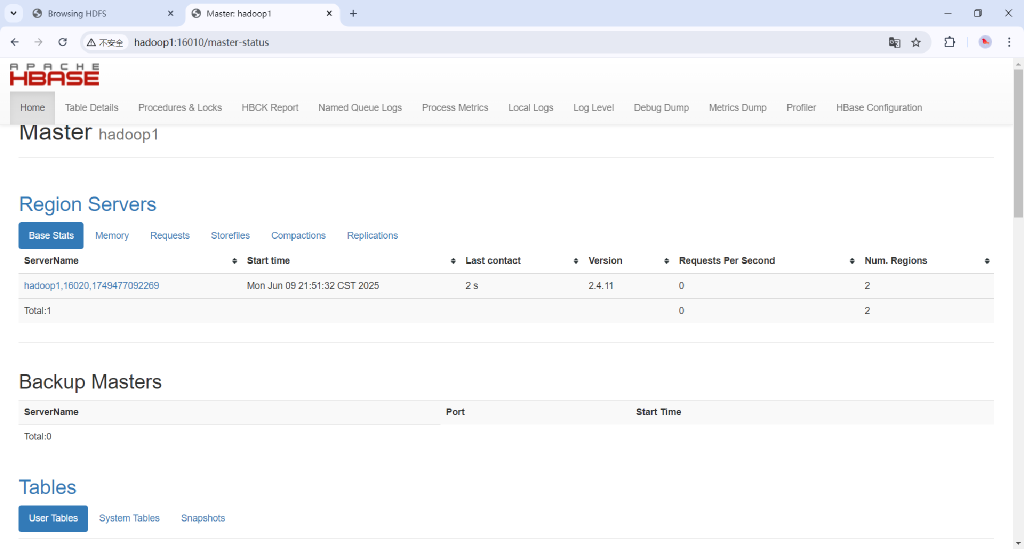 Browsing HDFS
Master: hadoop1
不安全 hadoop1:16010/master-status
APACHE
HBASE
Home Table Details Procedures & Locks HBCK Report Named Queue Logs Process Metrics Local Logs Log Level Debug Dump Metrics Dump Profiler HBase Configuration
Master hadoop1
Region Servers
Base Stats Memory Requests Storefiles Compactions Replications
ServerName Start time Last contact Version Requests Per Second Num. Regions
hadoop1,16020,1749477092269 Mon Jun 09 21:51:32 CST 2025 2 s 2.4.11 0 2
Total:1 0 2
Backup Masters
ServerName Port Start Time
Total:0
Tables
User Tables System Tables Snapshots